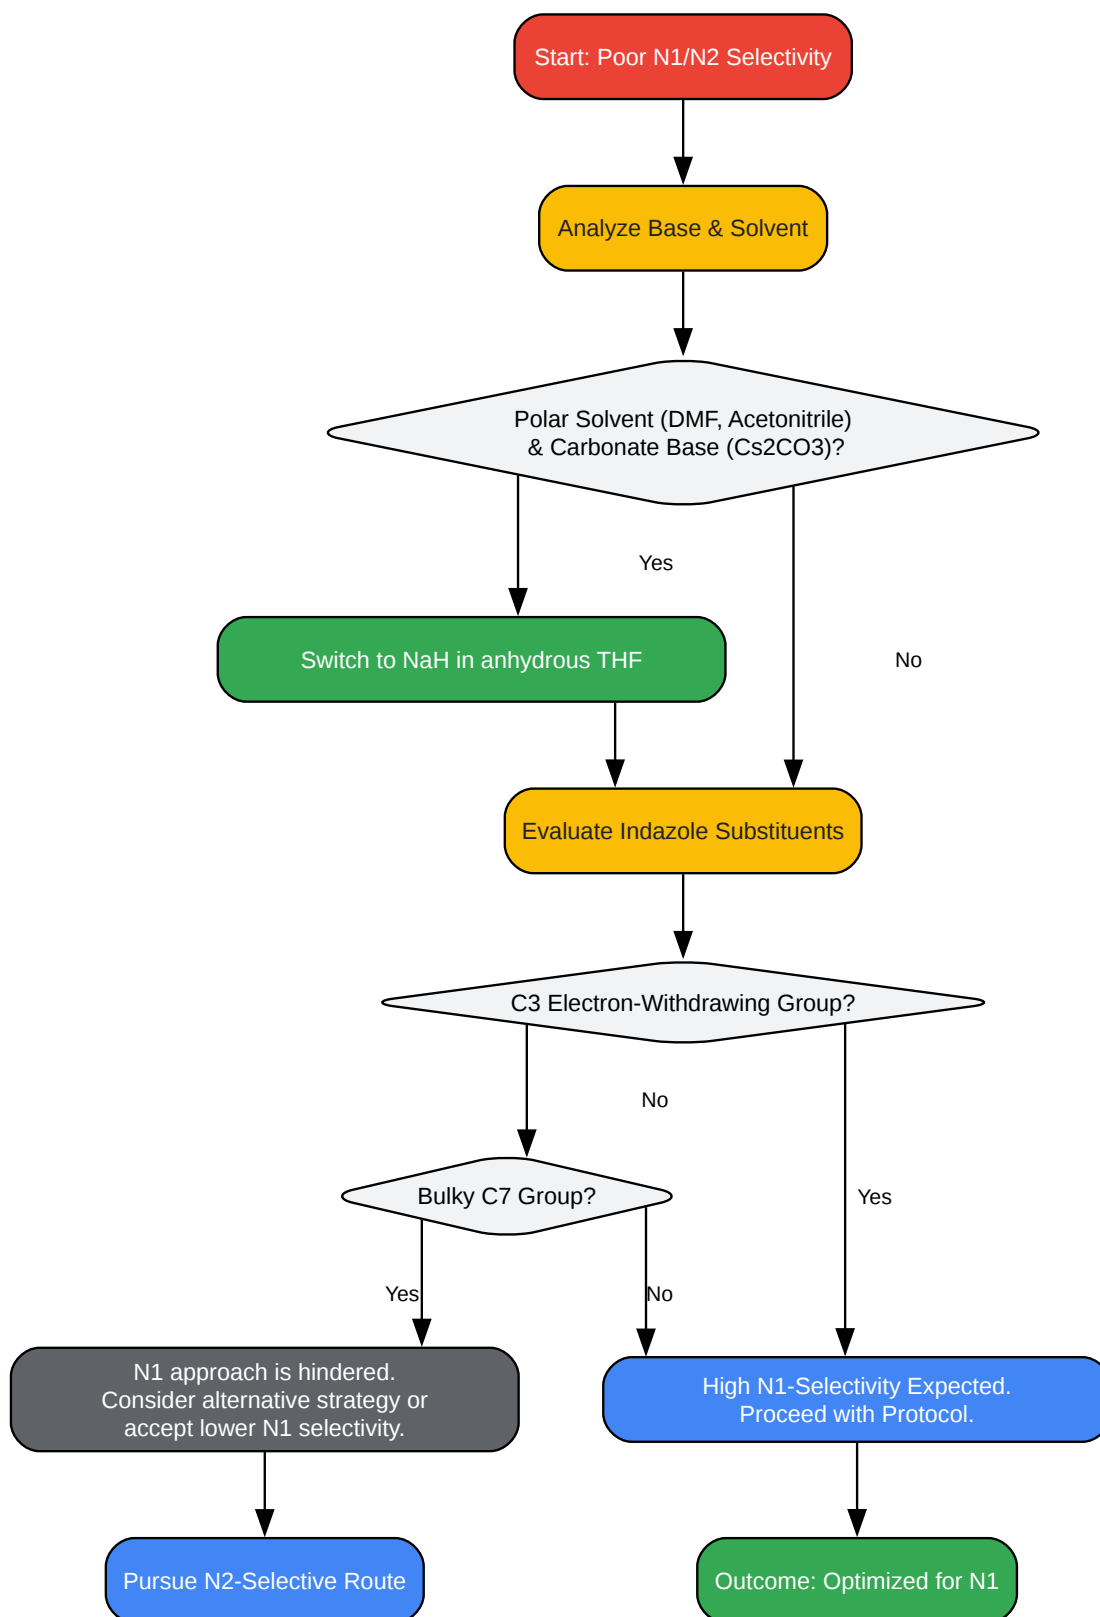 Start: Poor N1/N2 Selectivity
Analyze Base & Solvent
Polar Solvent (DMF, Acetonitrile)
& Carbonate Base (Cs2CO3)?
Yes
Switch to NaH in anhydrous THF
No
Evaluate Indazole Substituents
C3 Electron-Withdrawing Group?
No
Bulky C7 Group?
Yes
Yes
No
N1 approach is hindered.
Consider alternative strategy or
accept lower N1 selectivity.
High N1-Selectivity Expected.
Proceed with Protocol.
Pursue N2-Selective Route
Outcome: Optimized for N1